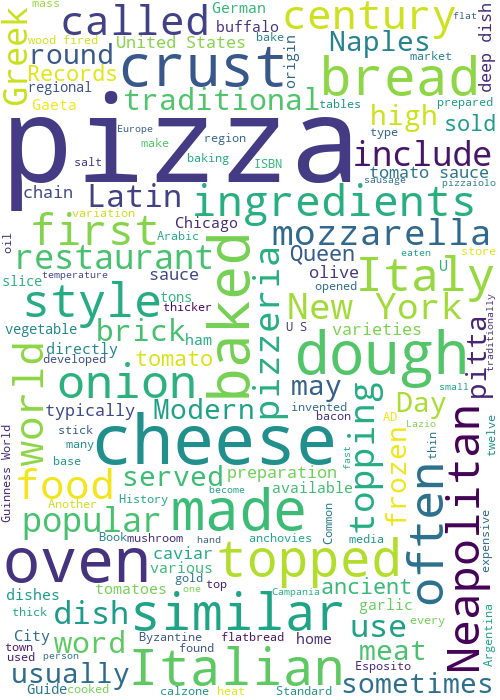 mass
German
flat
Greek
called
century
deep dish
wood fired
buffalo
bake
United States
origin
Naples
round
crust
bread
Records
market
regional
traditional
tables
prepared
Gaeta
high
sold
pizza
Europe
region
type
include
make
salt
baking
ISBN
tomato sauce
sausage
pizzaiolo
chain
Latin
ingredients
variation
Chicago
first
mozzarella
oil
Arabic
Queen
eaten
store
restaurant
baked
pizzeria
olive
Italy
U
temperature
sauce
opened
slice
style
tons
New York
thicker
pitta
traditionally
vegetable
brick
U S
varieties
directly
ham
dough
developed
tomato
small
world
onion
may
invented
Day
typically
Modern
topping
bacon
AD
Lazio
stick
cheese
frozen
thin
twelve
Guinness World
many
fast
often
Neapolitan
base
food
served
preparation
available
Another
History
become
made
popular
Common
media
expensive
Book
mushroom
hand
anchovies
oven
caviar
topped
various
gold
top
one
Campania
ancient
dishes
tomatoes
garlic
every
thick
dish
similar
use
Argentina
City
word
Byzantine
flatbread
home
meat
town
used
person
found
Italian
Esposito
usually
sometimes
Guide
cooked
calzone
heat
Standard